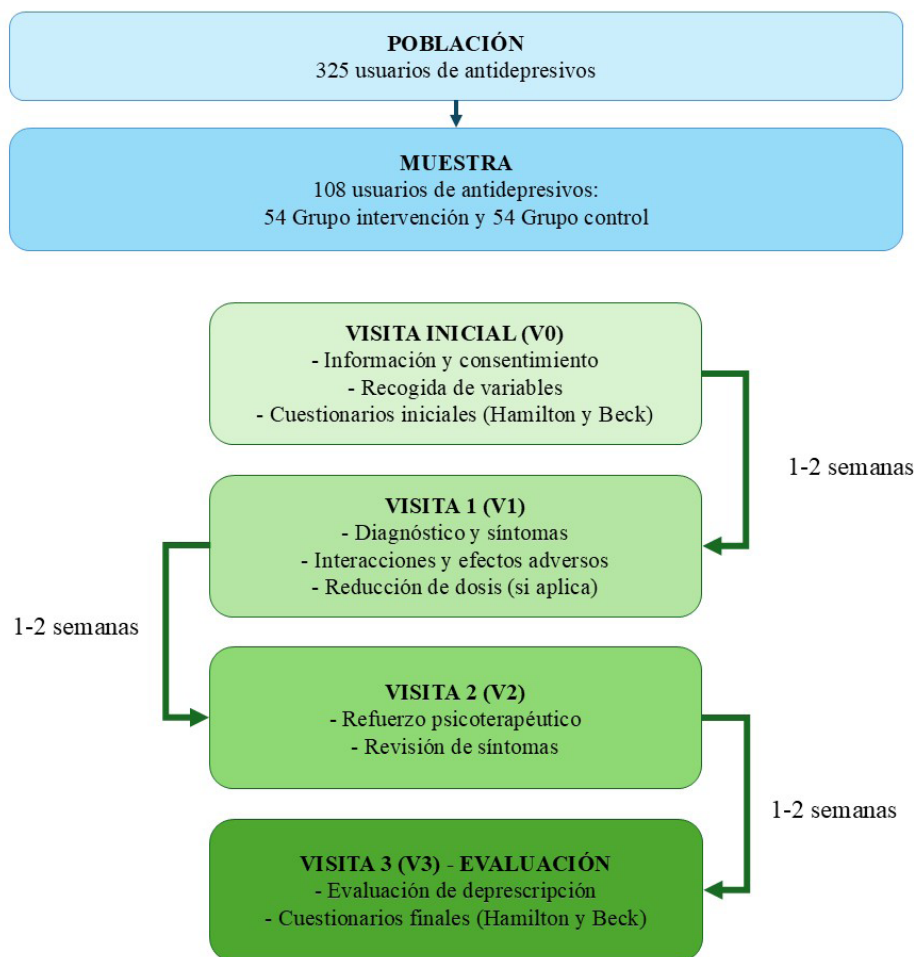 POBLACIÓN
325 usuarios de antidepresivos
MUESTRA
108 usuarios de antidepresivos:
54 Grupo intervención y 54 Grupo control
VISITA INICIAL (V0)
- Información y consentimiento
- Recogida de variables
- Cuestionarios iniciales (Hamilton y Beck)
1-2 semanas
VISITA 1 (V1)
- Diagnóstico y síntomas
- Interacciones y efectos adversos
- Reducción de dosis (si aplica)
1-2 semanas
VISITA 2 (V2)
- Refuerzo psicoterapéutico
- Revisión de síntomas
1-2 semanas
VISITA 3 (V3) - EVALUACIÓN
- Evaluación de deprescripción
- Cuestionarios finales (Hamilton y Beck)